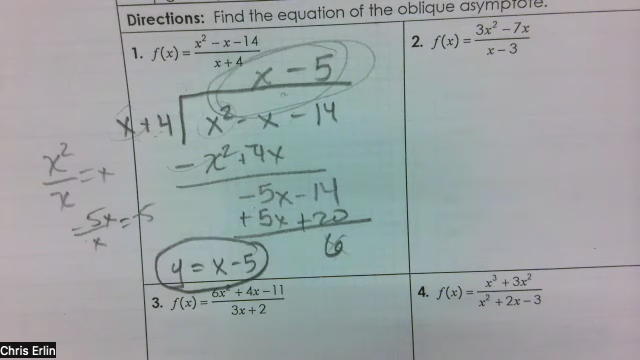 Directions: Find the equation of the oblique asymptote.
1. f(x) = x² - x - 14 / x + 4
2. f(x) = 3x² - 7x / x - 3
x - 5
x + 4 x² - x - 14
- x² + 4x
x² / x = x
-5x - 14
-5x / x = -5
+ 5x + 20
6
y = x - 5
3. f(x) = 6x² + 4x - 11 / 3x + 2
4. f(x) = x³ + 3x² / x² + 2x - 3
Chris Erlin